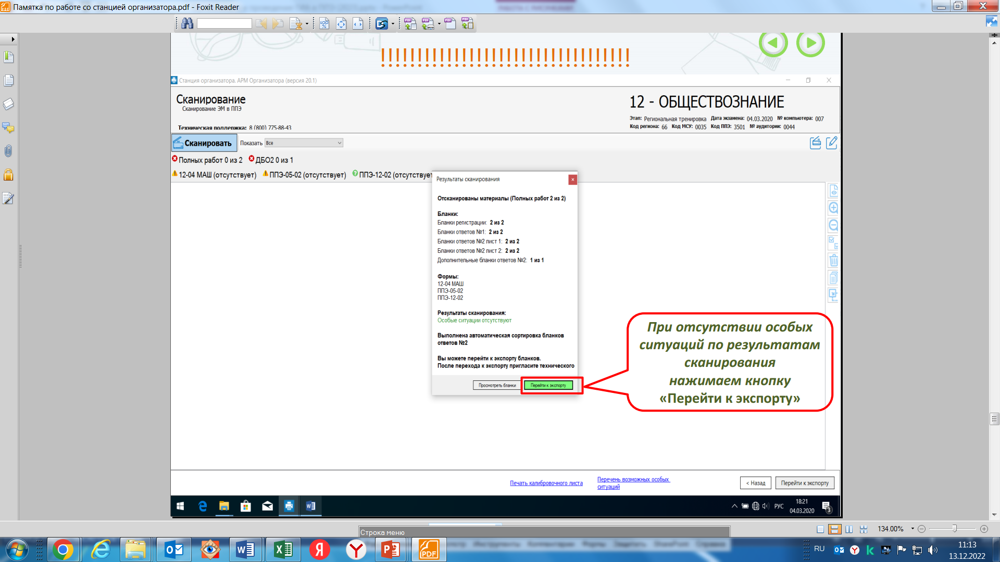 Памятка по работе со станцией организатора.pdf - Foxit Reader
!!!!!!!!!!!!!!!!!!!!!!!!!!!!!!!!!!
Станция организатора. АРМ Организатора (версия 20.1)
Сканирование
Сканирование ЭМ в ППЭ
Техническая поддержка: 8 (800) 775-88-43
12 - ОБЩЕСТВОЗНАНИЕ
Этап: Региональная тренировка Дата экзамена: 04.03.2020 № компьютера: 007
Код региона: 66 Код МСУ: 0035 Код ППЭ: 3501 № аудитории: 0044
Сканировать Показать Все
Полных работ 0 из 2 ДБО2 0 из 1
12-04 МАШ (отсутствует) ППЭ-05-02 (отсутствует) ППЭ-12-02 (отсутствует
Результаты сканирования
Отсканированы материалы (Полных работ 2 из 2)
Бланки:
Бланки регистрации: 2 из 2
Бланки ответов №1: 2 из 2
Бланки ответов №2 лист 1: 2 из 2
Бланки ответов №2 лист 2: 2 из 2
Дополнительные бланки ответов №2: 1 из 1
Формы:
12-04 МАШ
ППЭ-05-02
ППЭ-12-02
Результаты сканирования:
Особые ситуации отсутствуют
Выполнена автоматическая сортировка бланков
ответов №2
Вы можете перейти к экспорту бланков.
После перехода к экспорту пригласите технического
Просмотреть бланки Перейти к экспорту
При отсутствии особых
ситуаций по результатам
сканирования
нажимаем кнопку
«Перейти к экспорту»
Печать калибровочного листа
Перечень возможных особых
ситуаций
< Назад Перейти к экспорту
РУС
18:21
04.03.2020
3
134.00%
Строка меню
RU
11:13
13.12.2022